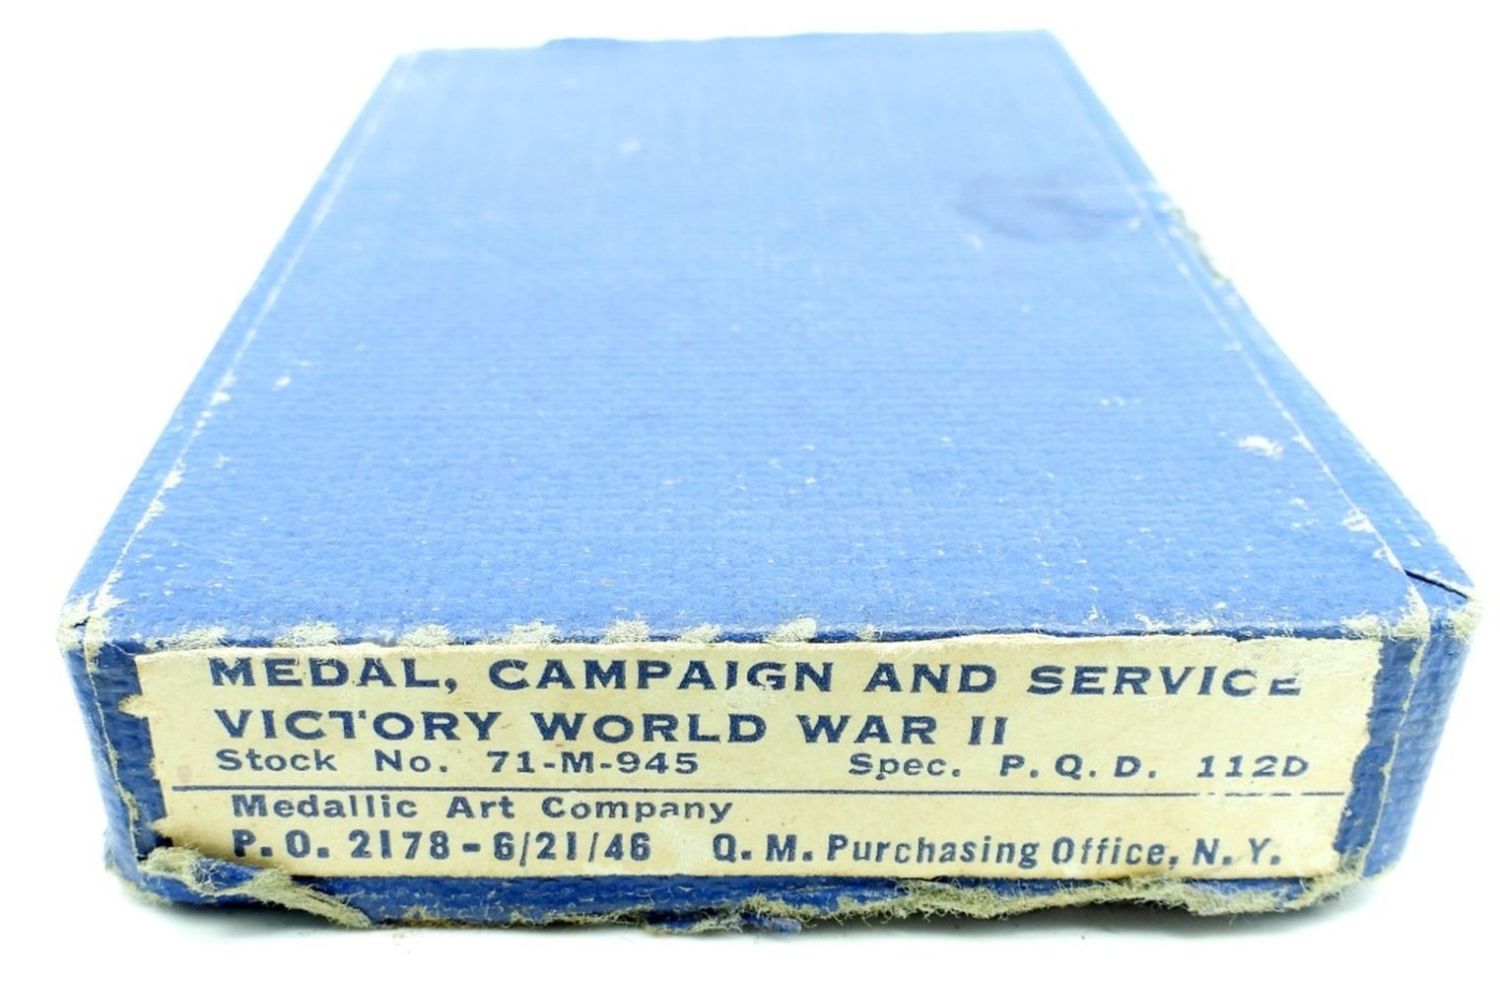 MEDAL, CAMPAIGN AND SERVICE
VICTORY WORLD WAR II
Stock No. 71-M-945 Spec. P.Q.D. 112D
Medallic Art Company
P.O. 2178-6/21/46 Q.M. Purchasing Office, N.Y.